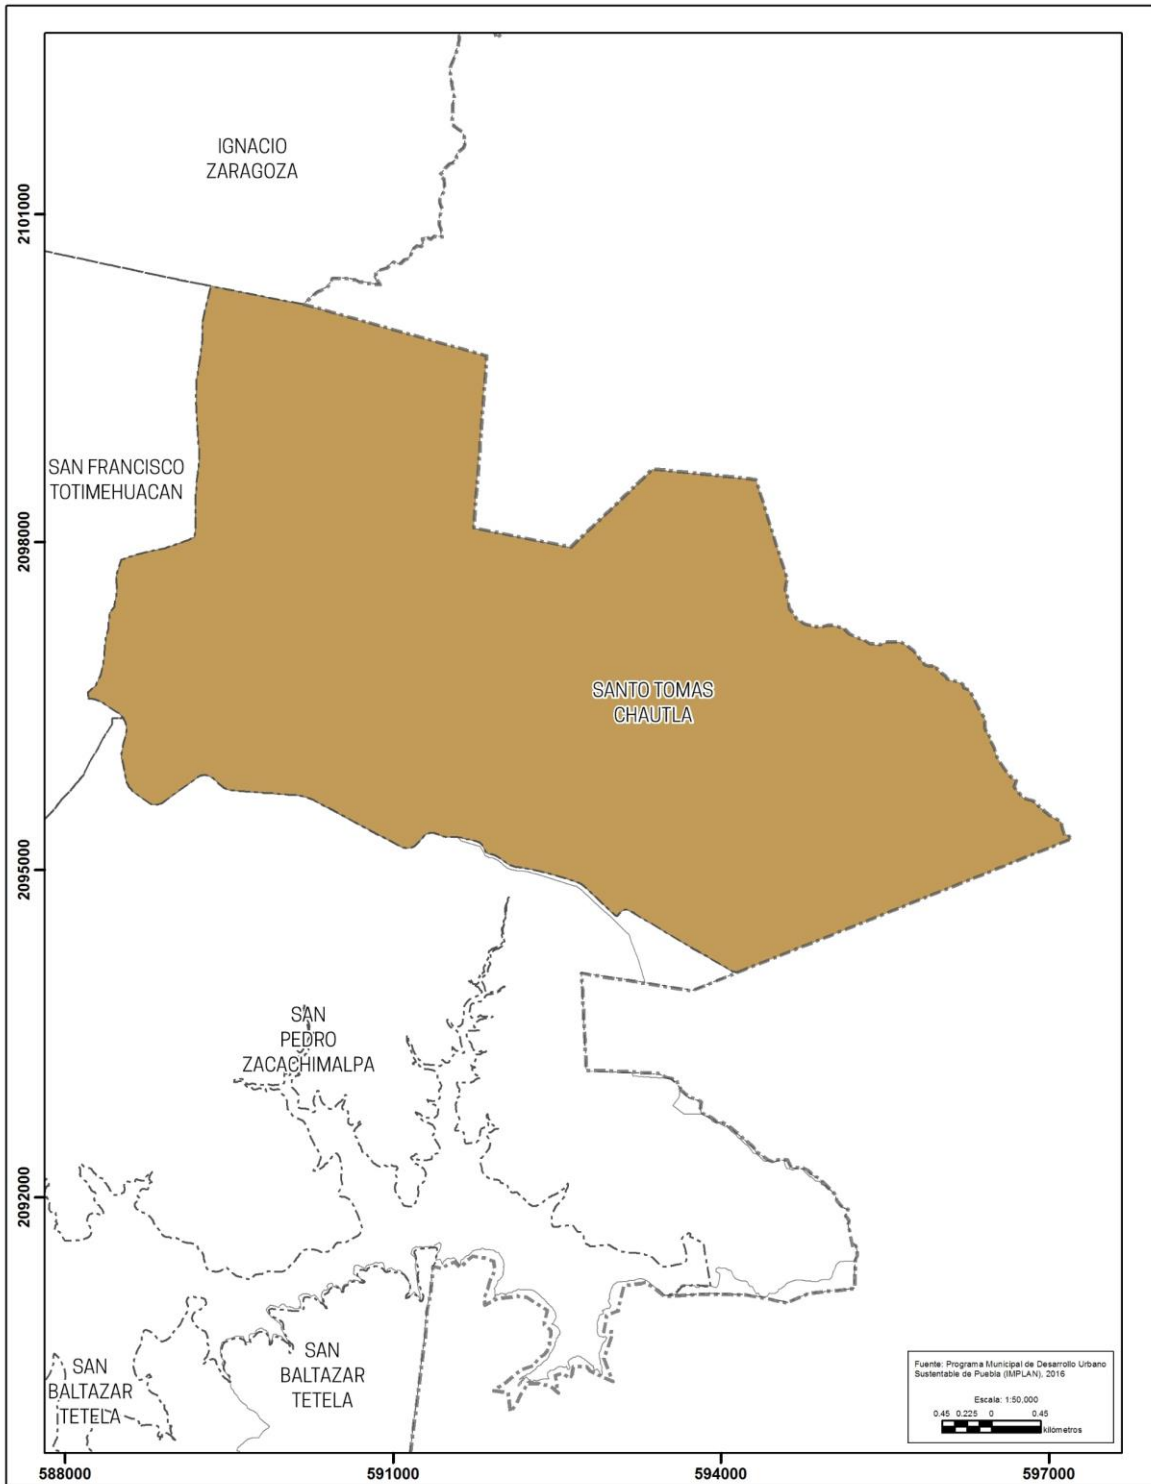 IGNACIO
ZARAGOZA
2101000
SAN FRANCISCO
TOTIMEHUACAN
2098000
SANTO TOMAS
CHAUTLA
2095000
SAN
PEDRO
ZACACHIMALPA
2092000
SAN
BALTAZAR
TETELA
SAN
BALTAZAR
TETELA
Fuente: Programa Municipal de Desarrollo Urbano
Sustentable de Puebla (IMPLAN), 2016
Escala: 1:50,000
0.45 0.225 0 0.45
kilómetros
588000 591000 594000 597000